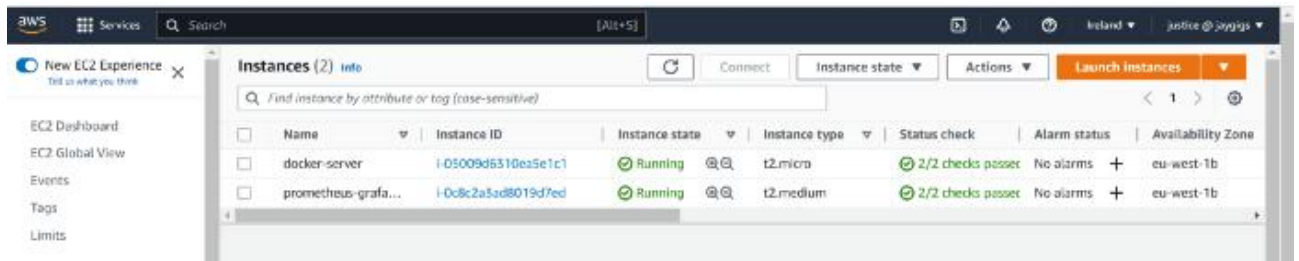 aws Services Search [Alt+S] Ireland ▼ justice @ jaygigs ▼
New EC2 Experience
Tell us what you think
EC2 Dashboard
EC2 Global View
Events
Tags
Limits
Instances (2) Info Connect Instance state ▼ Actions ▼ Launch instances ▼
Find instance by attribute or tag (case-sensitive) < 1 >
Name Instance ID Instance state Instance type Status check Alarm status Availability Zone
docker-server i-05009d6310ea5e1c1 Running t2.micro 2/2 checks passec No alarms + eu-west-1b
prometheus-grafa... i-0c8c2a3ad8019d7ed Running t2.medium 2/2 checks passec No alarms + eu-west-1b